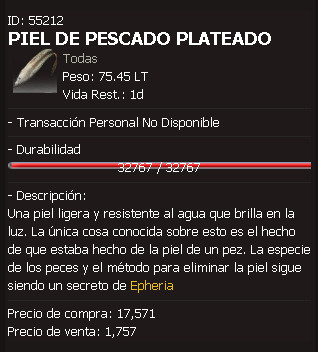 ID: 55212
PIEL DE PESCADO PLATEADO
Todas
Peso: 75.45 LT
Vida Rest.: 1d
- Transacción Personal No Disponible
- Durabilidad
32767 / 32767
- Descripción:
Una piel ligera y resistente al agua que brilla en la
luz. La única cosa conocida sobre esto es el hecho
de que estaba hecho de la piel de un pez. La especie
de los peces y el método para eliminar la piel sigue
siendo un secreto de Epheria
Precio de compra: 17,571
Precio de venta: 1,757